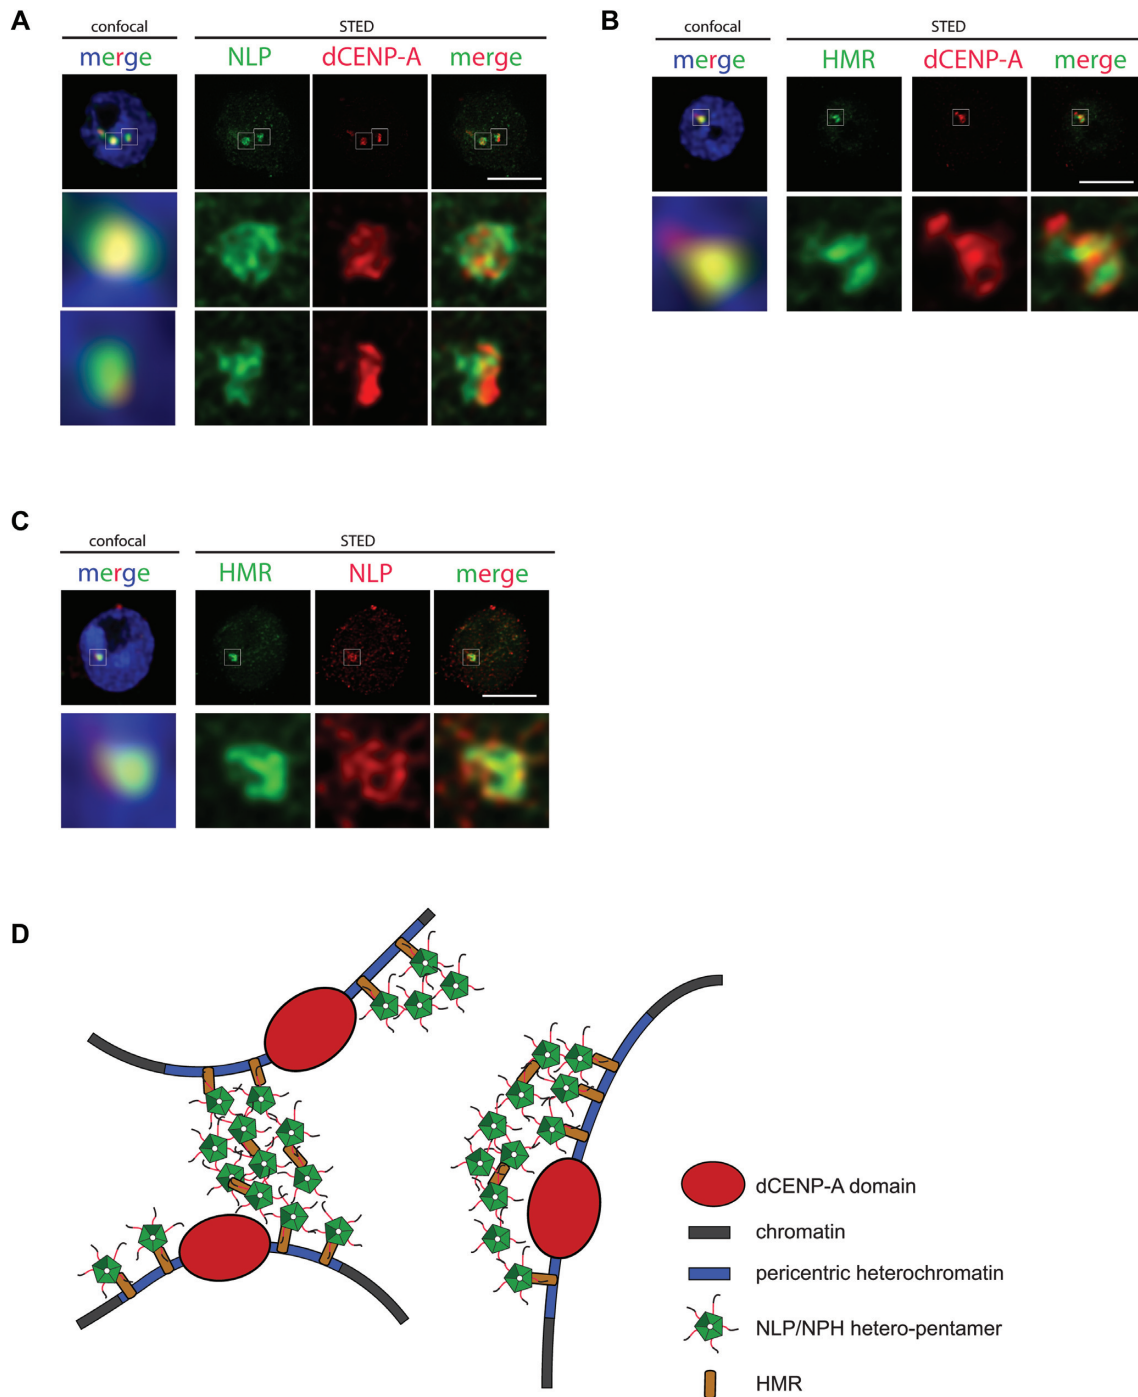 A
confocal
STED
merge
NLP
dCENP-A
merge
B
confocal
STED
merge
HMR
dCENP-A
merge
C
confocal
STED
merge
HMR
NLP
merge
D
dCENP-A domain
chromatin
pericentric heterochromatin
NLP/NPH hetero-pentamer
HMR